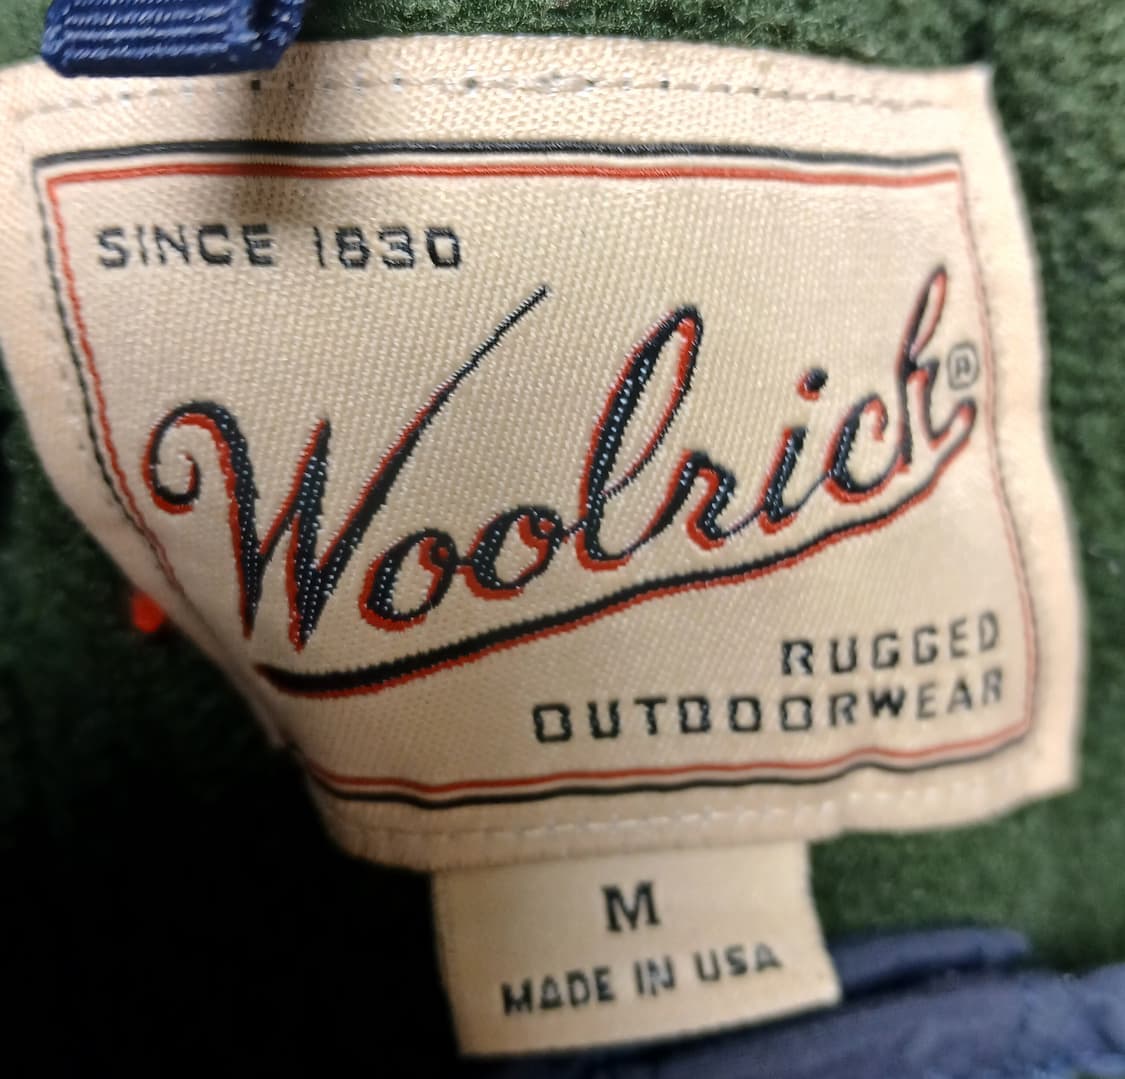 SINCE 1830
Woolrich®
RUGGED
OUTDOORWEAR
M
MADE IN USA